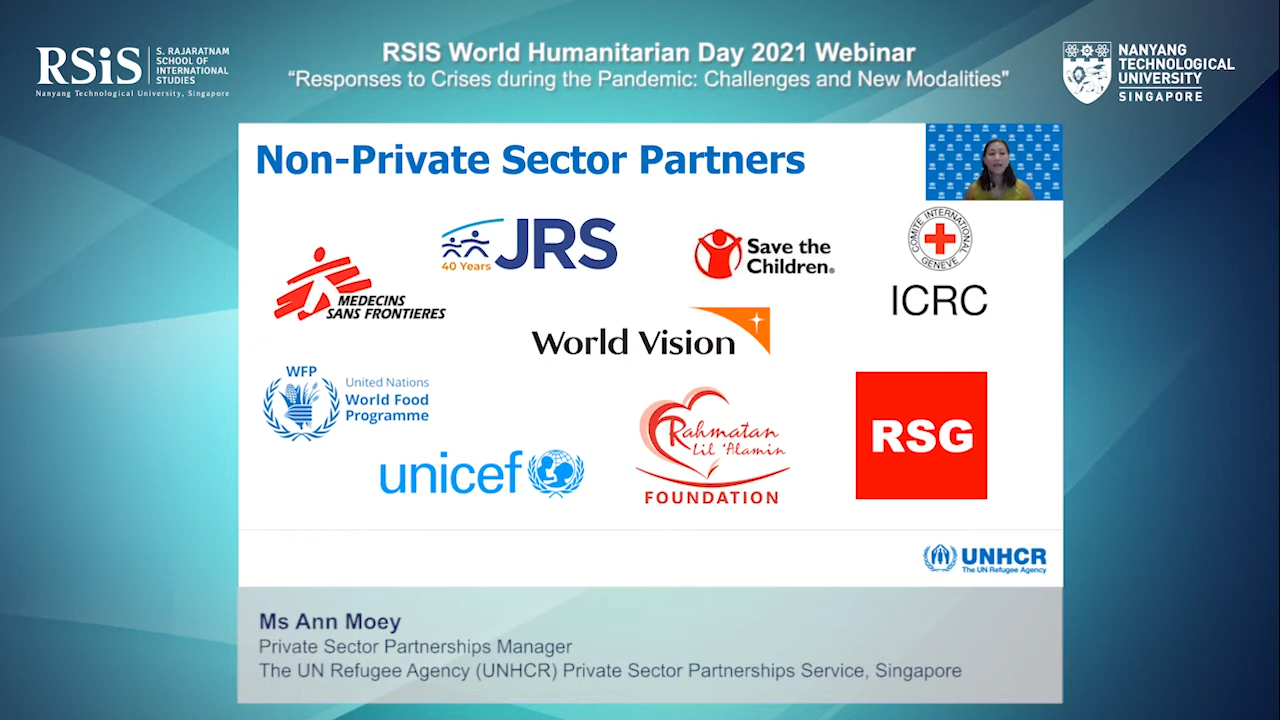 RSiS
S. RAJARATNAM
SCHOOL OF
INTERNATIONAL
STUDIES
Nanyang Technological University, Singapore
RSIS World Humanitarian Day 2021 Webinar
“Responses to Crises during the Pandemic: Challenges and New Modalities"
NANYANG
TECHNOLOGICAL
UNIVERSITY
SINGAPORE
Non-Private Sector Partners
MEDECINS
SANS FRONTIERES
40 Years
JRS
Save the
Children®
COMITE INTERNATIONAL
GENEVE
ICRC
World Vision
WFP
United Nations
World Food
Programme
unicef
Rahmatan
Lil 'Alamin
FOUNDATION
RSG
UNHCR
The UN Refugee Agency
Ms Ann Moey
Private Sector Partnerships Manager
The UN Refugee Agency (UNHCR) Private Sector Partnerships Service, Singapore